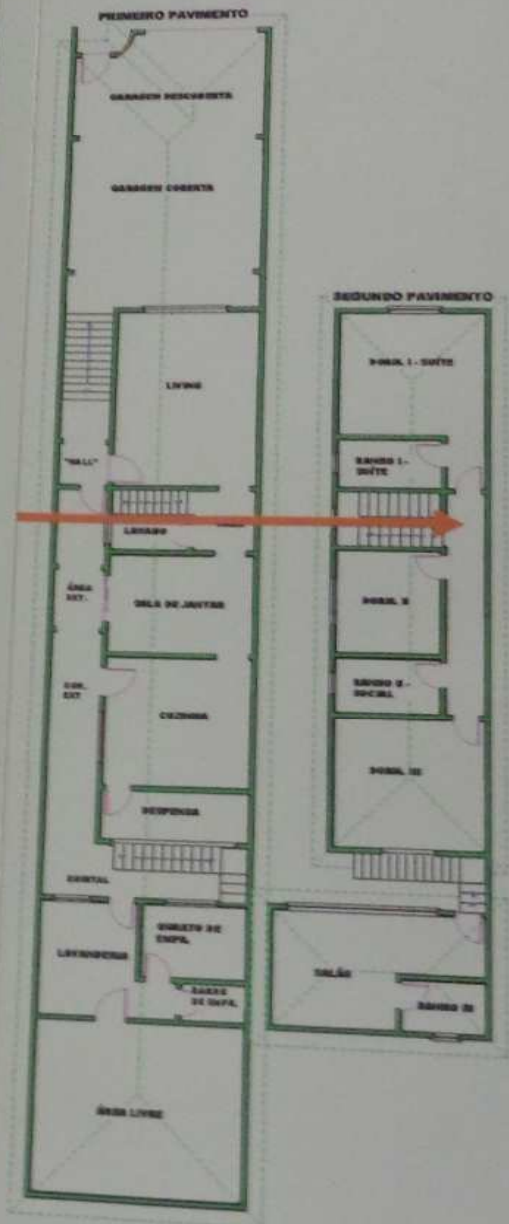 PRIMEIRO PAVIMENTO
GARAGEM DESCOBERTA
GARAGEM COBERTA
LIVING
"HALL"
LAVABO
ÁREA
EXT.
SALA DE JANTAR
COR.
EXT
COZINHA
DESPENSA
QUINTAL
LAVANDERIA
QUARTO DE
EMPR.
BANHO
DE EMPR.
ÁREA LIVRE
SEGUNDO PAVIMENTO
DORM. I - SUÍTE
BANHO I -
SUÍTE
DORM. II
BANHO II -
SOCIAL
DORM. III
SALÃO
BANHO III